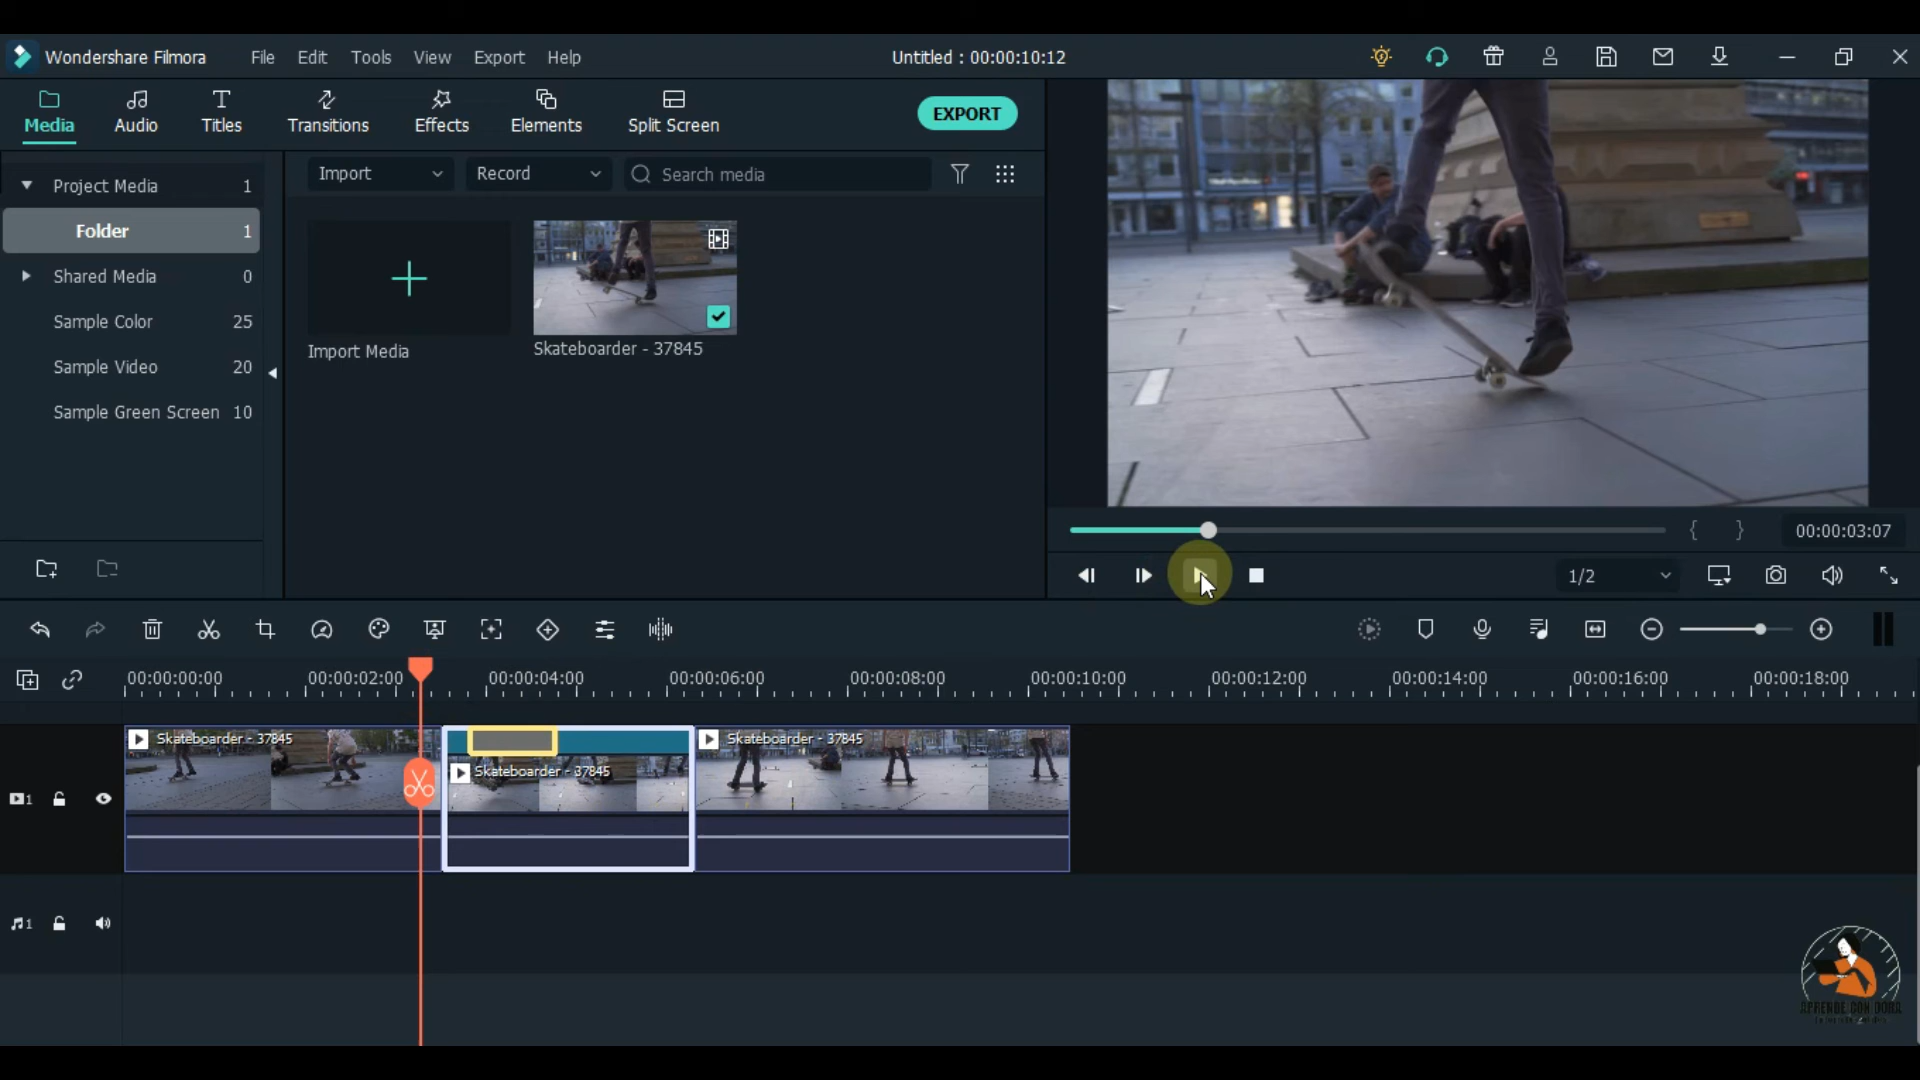 Wondershare Filmora File Edit Tools View Export Help Untitled : 00:00:10:12
Media Audio Titles Transitions Effects Elements Split Screen EXPORT
Import Record Search media
Project Media 1
Folder 1
Shared Media 0
Sample Color 25
Sample Video 20
Sample Green Screen 10
Import Media
Skateboarder - 37845
00:00:03:07
1/2
00:00:00:00 00:00:02:00 00:00:04:00 00:00:06:00 00:00:08:00 00:00:10:00 00:00:12:00 00:00:14:00 00:00:16:00 00:00:18:00
Skateboarder - 37845
Skateboarder - 37845
Skateboarder - 37845
1
1
APRENDE CON DORA